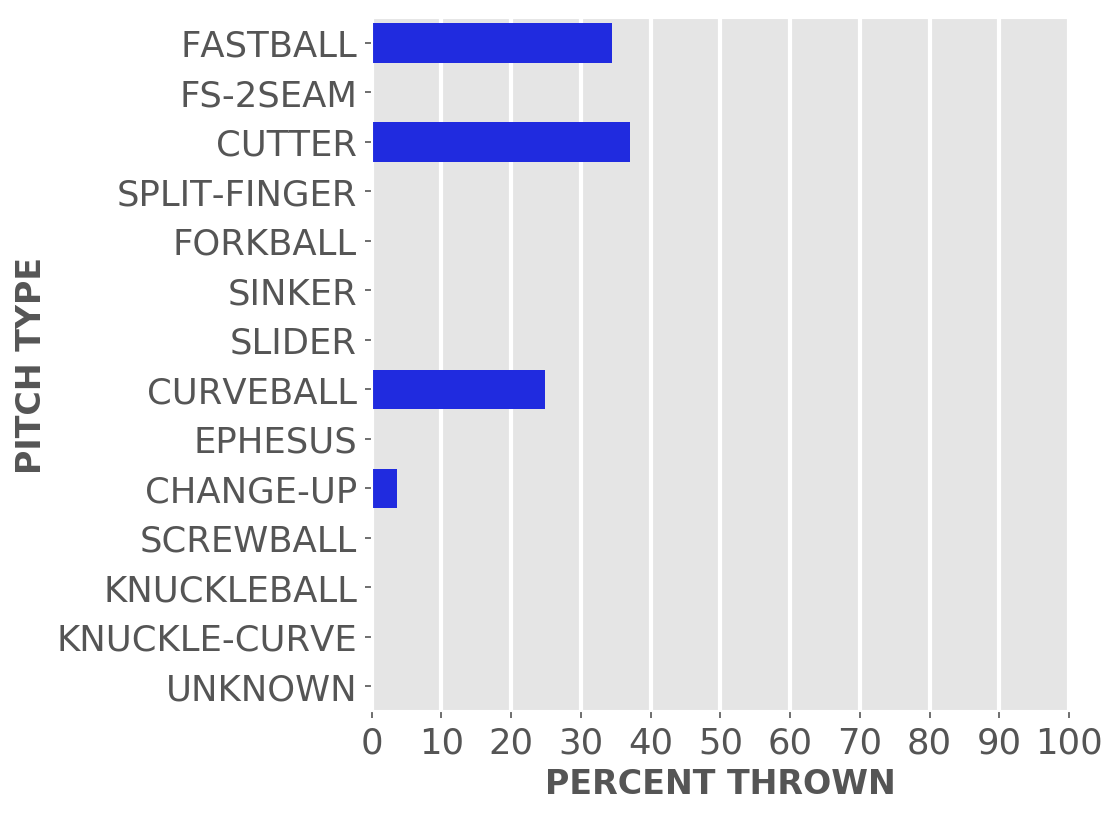 FASTBALL
FS-2SEAM
CUTTER
SPLIT-FINGER
FORKBALL
SINKER
SLIDER
CURVEBALL
EPHESUS
CHANGE-UP
SCREWBALL
KNUCKLEBALL
KNUCKLE-CURVE
UNKNOWN
PITCH TYPE
0 10 20 30 40 50 60 70 80 90 100
PERCENT THROWN